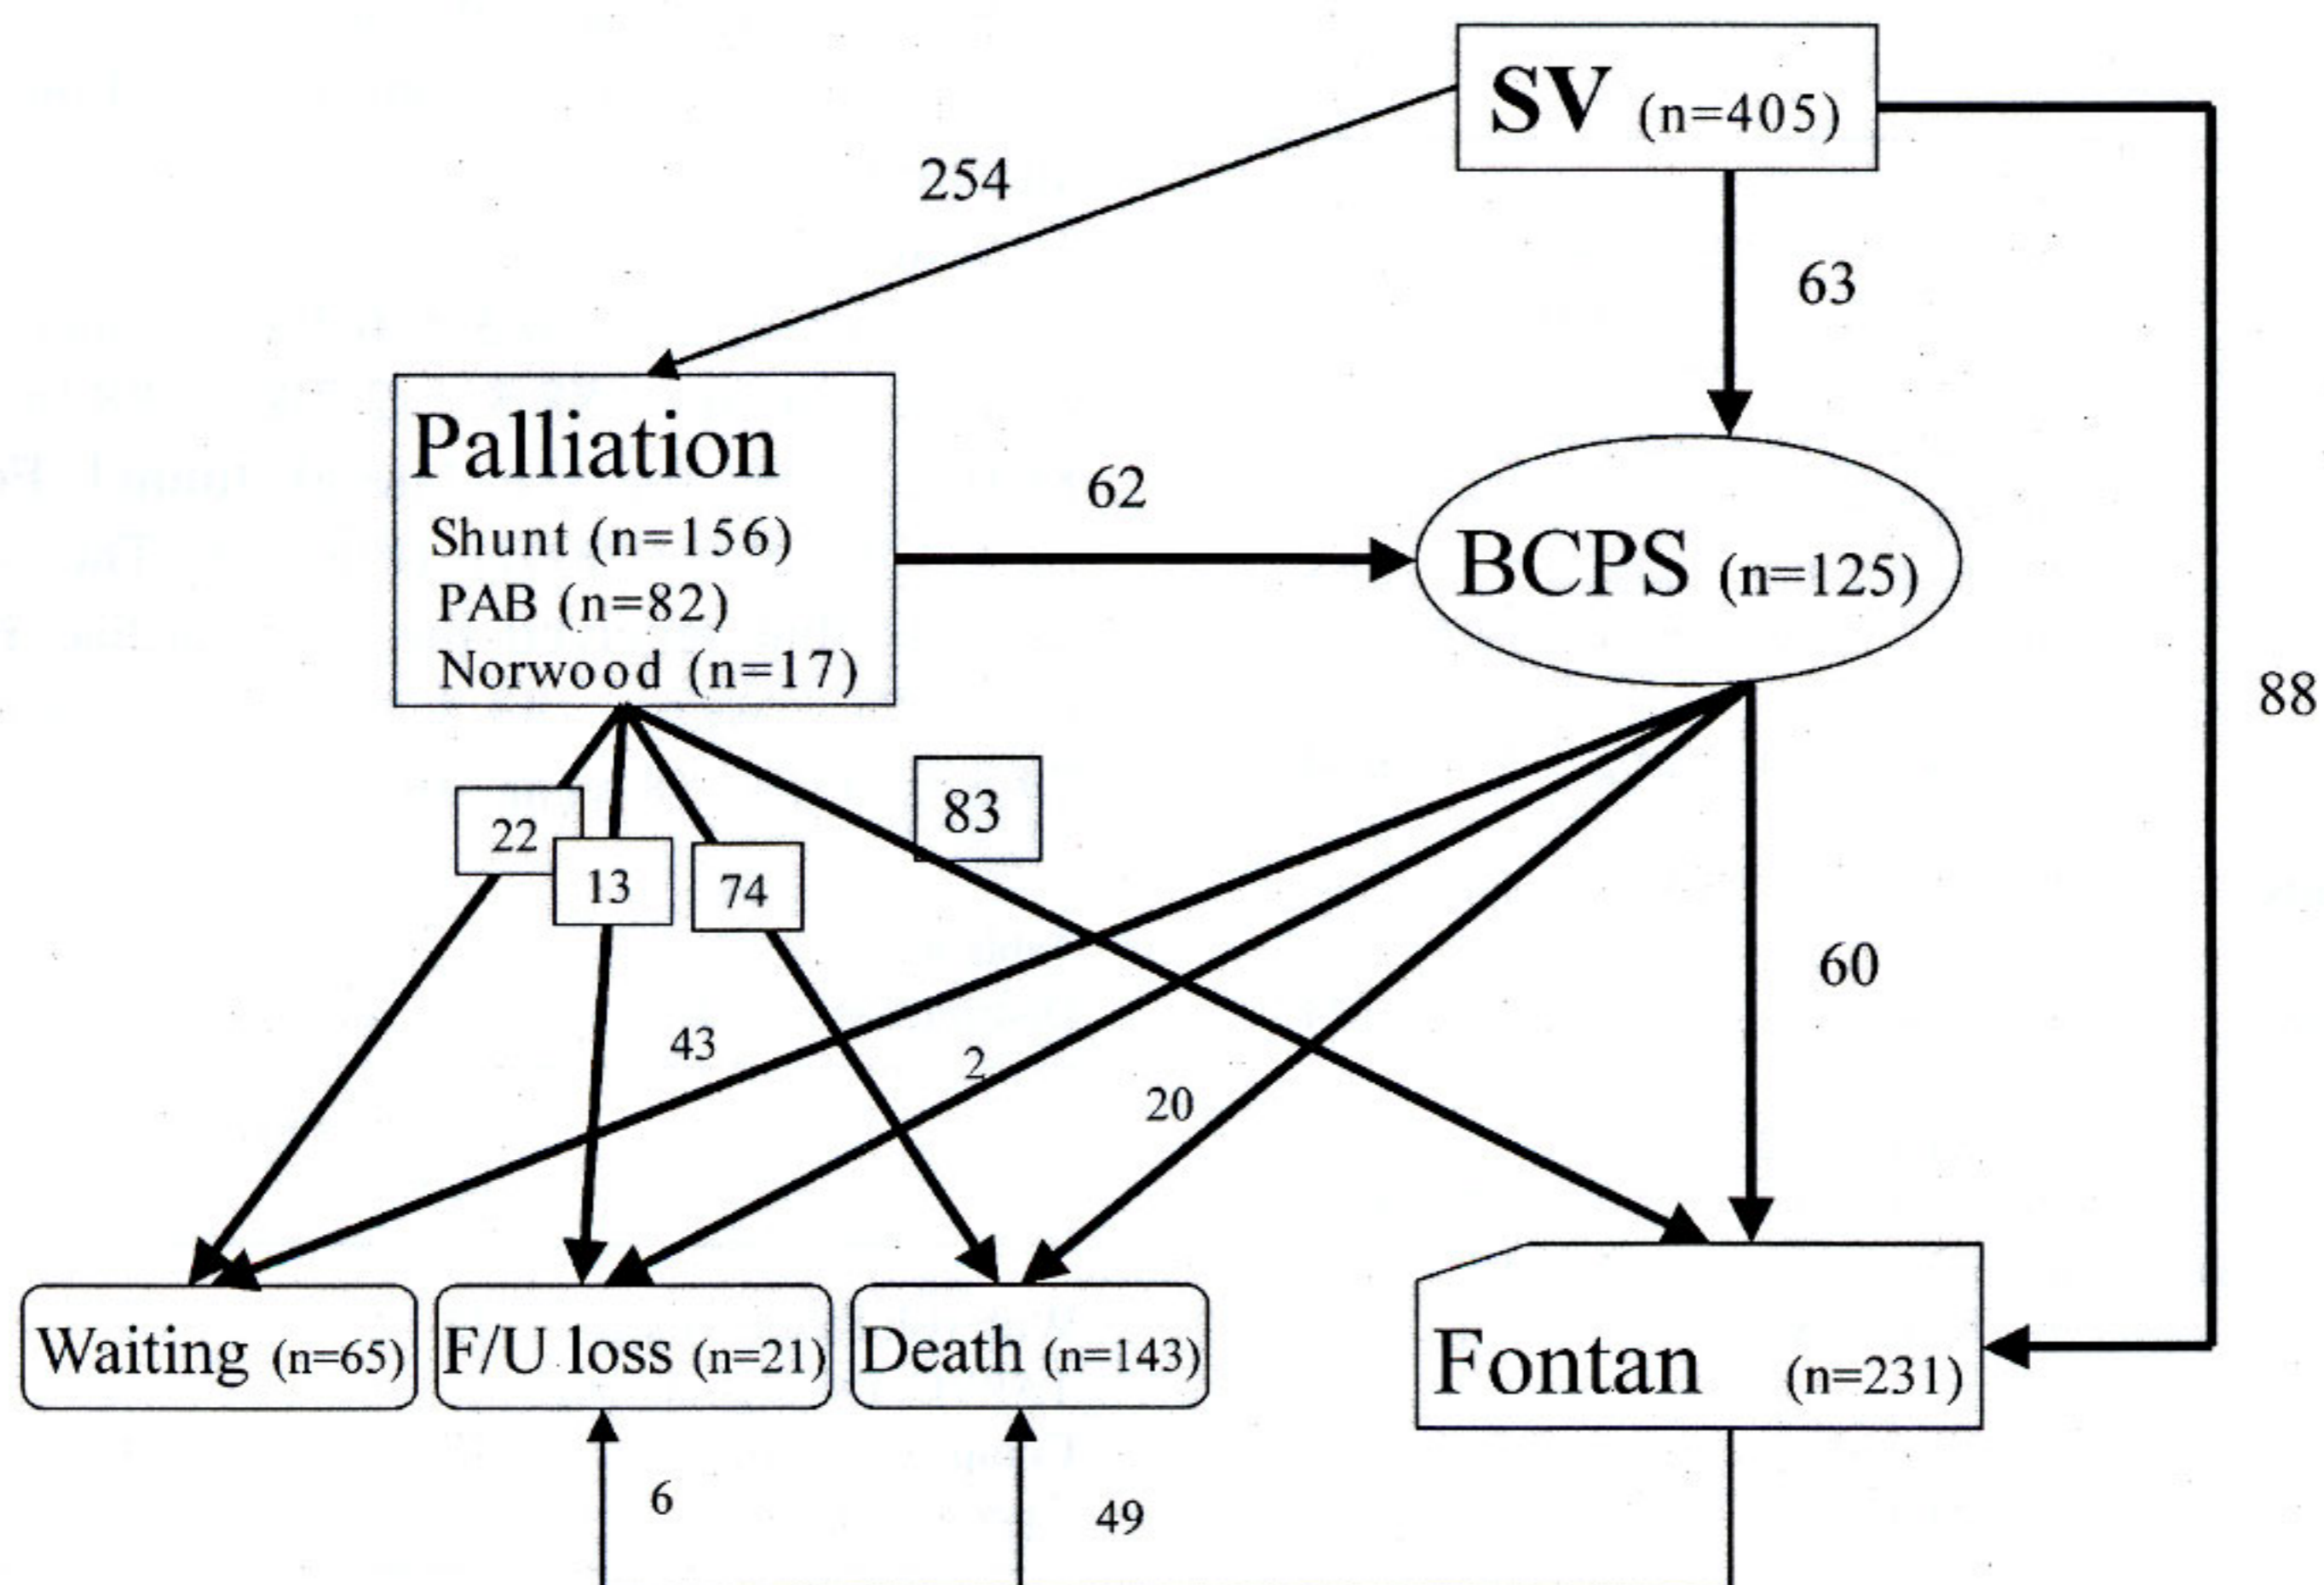 SV (n=405)
254
63
Palliation
Shunt (n=156)
PAB (n=82)
Norwood (n=17)
62
BCPS (n=125)
88
83
22
13
74
60
43
2
20
Waiting (n=65)
F/U loss (n=21)
Death (n=143)
Fontan (n=231)
6
49